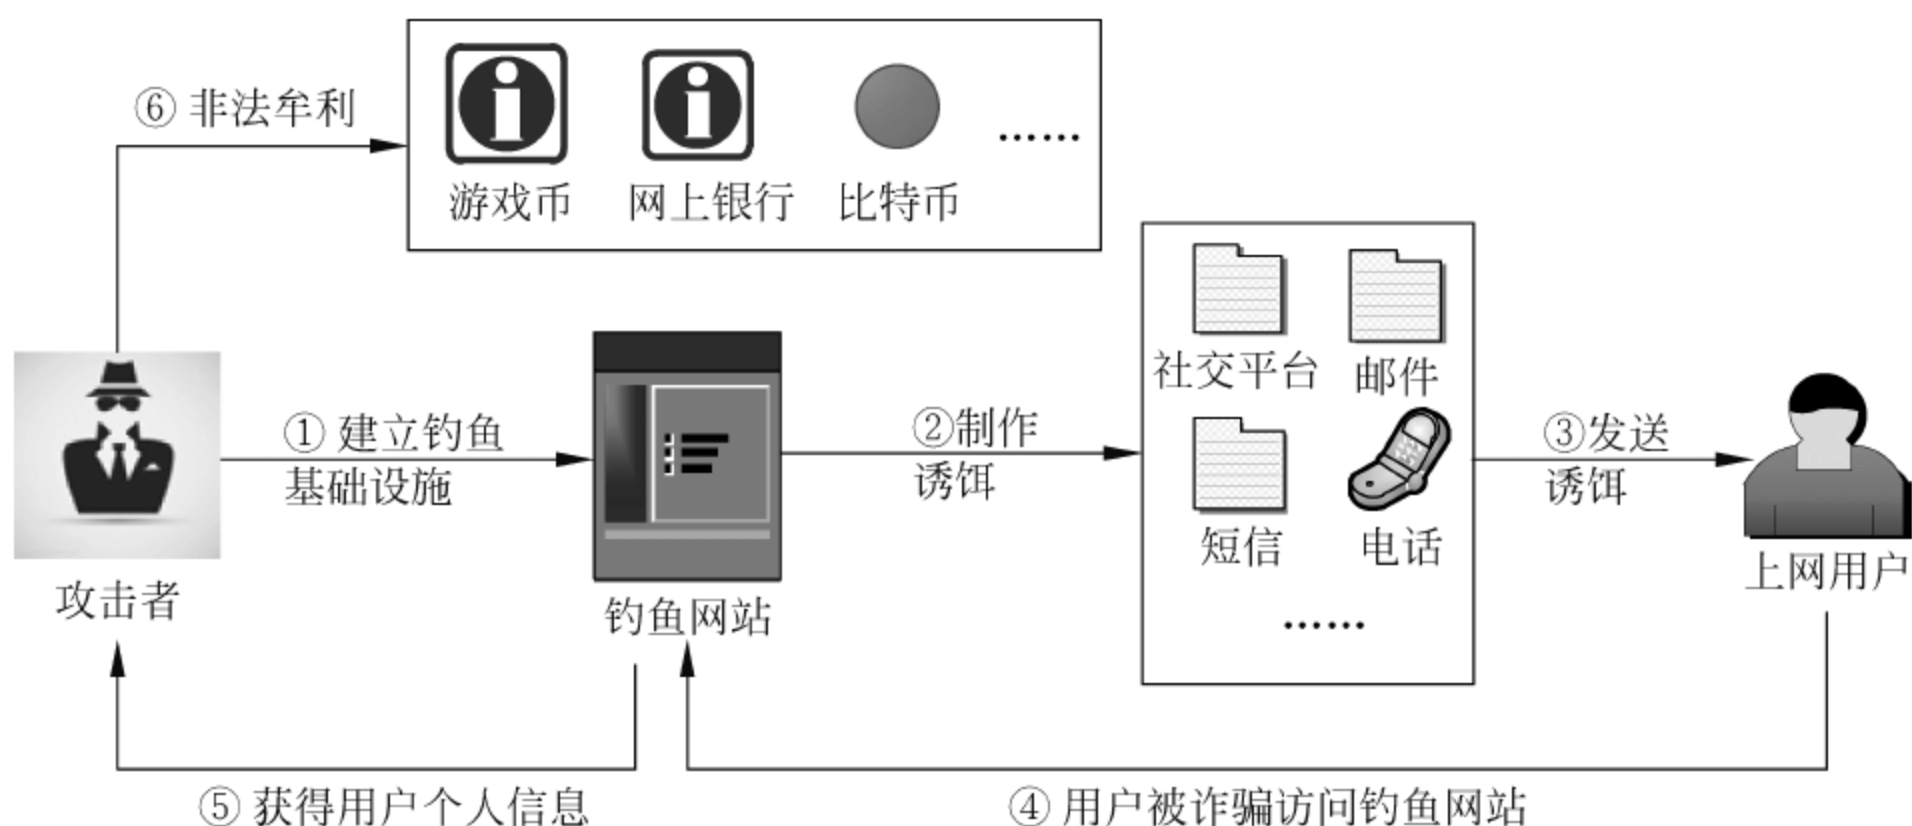 ⑥ 非法牟利
游戏币
网上银行
比特币
……
① 建立钓鱼
基础设施
②制作
诱饵
社交平台
邮件
短信
电话
……
③发送
诱饵
攻击者
钓鱼网站
上网用户
⑤ 获得用户个人信息
④ 用户被诈骗访问钓鱼网站